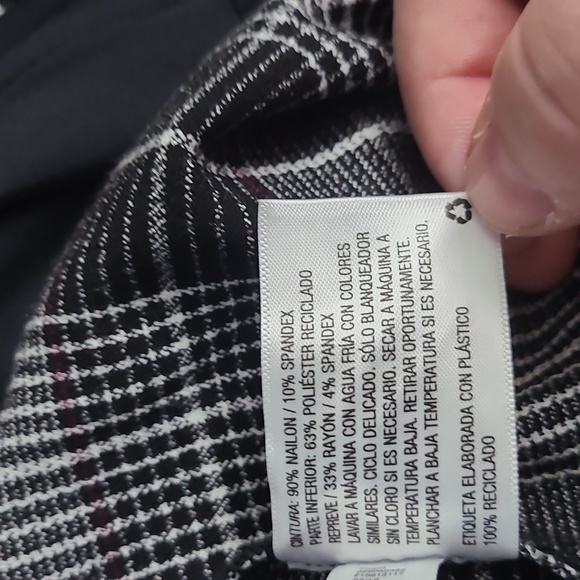 CINTURA: 90% NAILON / 10% SPANDEX
PARTE INFERIOR: 63% POLIÉSTER RECICLADO
REPREVE / 33% RAYÓN / 4% SPANDEX
LAVAR A MÁQUINA CON AGUA FRÍA CON COLORES
SIMILARES. CICLO DELICADO. SÓLO BLANQUEADOR
SIN CLORO SI ES NECESARIO. SECAR A MÁQUINA A
TEMPERATURA BAJA. RETIRAR OPORTUNAMENTE.
PLANCHAR A BAJA TEMPERATURA SI ES NECESARIO.
ETIQUETA ELABORADA CON PLÁSTICO
100% RECICLADO